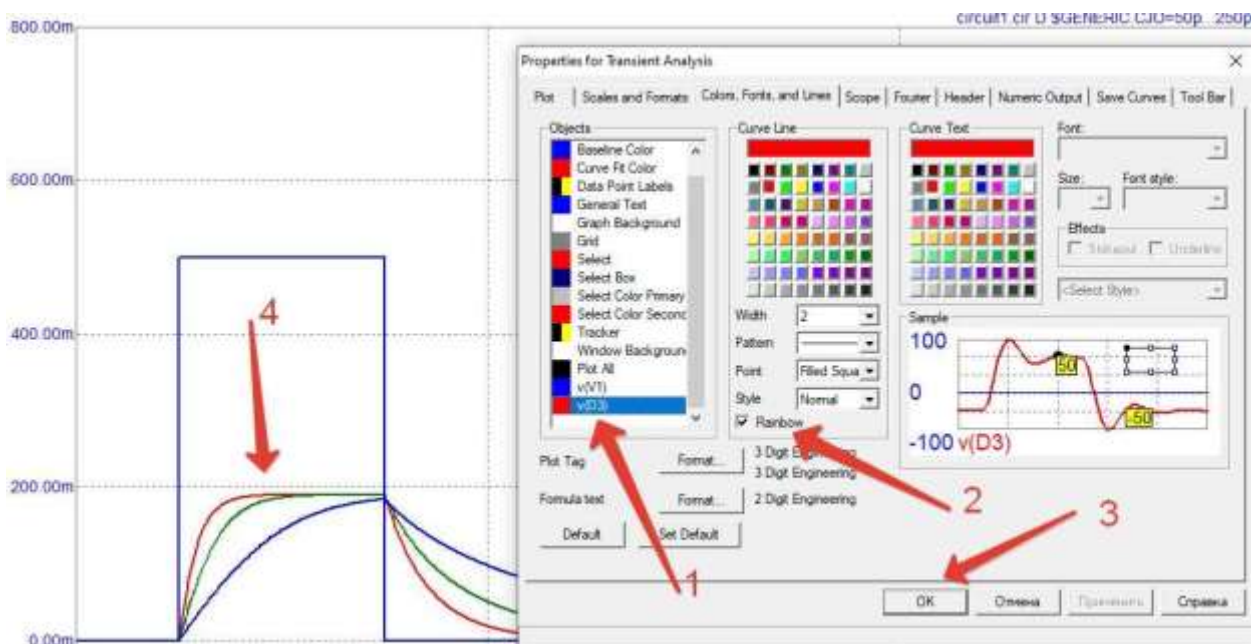 circuit1.cir D $GENERIC CJO=50p...250p
800.00m
600.00m
400.00m
200.00m
0.00m
4
Properties for Transient Analysis
Plot
Scales and Formats
Colors, Fonts, and Lines
Scope
Fourier
Header
Numeric Output
Save Curves
Tool Bar
Objects
Baseline Color
Curve Fit Color
Data Point Labels
General Text
Graph Background
Grid
Select
Select Box
Select Color Primary
Select Color Second
Tracker
Window Background
Plot All
v(V1)
v(D3)
Curve Line
Width
2
Pattern
Point
Filled Squa
Style
Normal
Rainbow
Curve Text
Font:
Size:
Font style:
Effects
Strikeout
Underline
<Select Style>
Sample
100
0
-100
v(D3)
50
-50
Plot Tag
Format...
3 Digit Engineering
3 Digit Engineering
Formula text
Format...
2 Digit Engineering
Default
Set Default
1
2
3
OK
Отмена
Применить
Справка